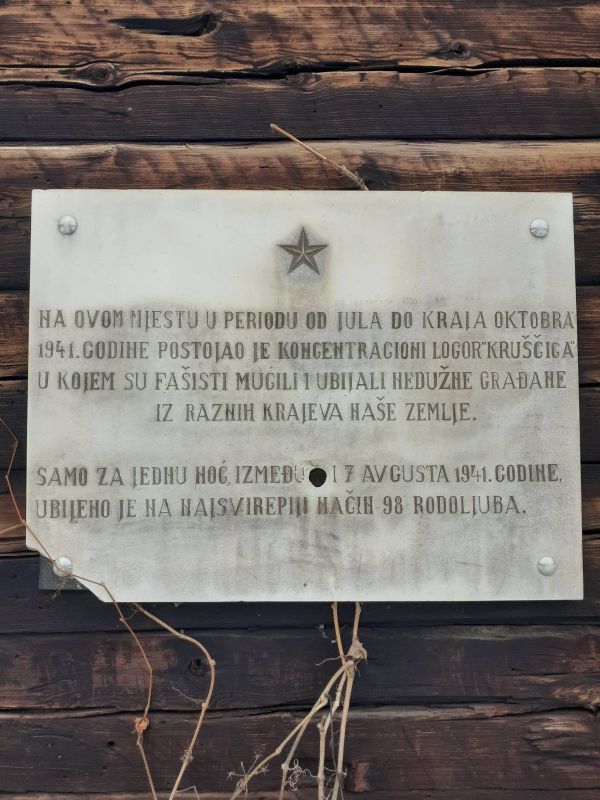 NA OVOM MJESTU U PERIODU OD JULA DO KRAJA OKTOBRA
1941. GODINE POSTOJAO JE KONCENTRACIONI LOGOR "KRUŠČICA"
U KOJEM SU FAŠISTI MUČILI I UBIJALI NEDUŽNE GRAĐANE
IZ RAZNIH KRAJEVA NAŠE ZEMLJE.
SAMO ZA JEDNU NOĆ, IZMEĐU I 7 AVGUSTA 1941. GODINE,
UBIJENO JE NA NAJSVIREPIJI NAČIN 98 RODOLJUBA.